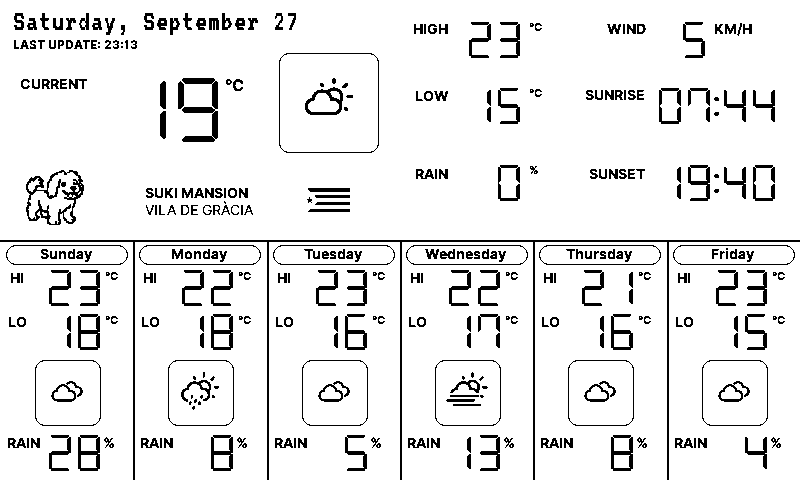 Saturday, September 27
LAST UPDATE: 23:13
CURRENT 19 °C
SUKI MANSION
VILA DE GRÀCIA
HIGH 23 °C
LOW 15 °C
RAIN 0 %
WIND 5 KM/H
SUNRISE 07:44
SUNSET 19:40
Sunday
HI 23 °C
LO 18 °C
RAIN 28 %
Monday
HI 22 °C
LO 18 °C
RAIN 8 %
Tuesday
HI 23 °C
LO 16 °C
RAIN 5 %
Wednesday
HI 22 °C
LO 17 °C
RAIN 13 %
Thursday
HI 21 °C
LO 16 °C
RAIN 8 %
Friday
HI 23 °C
LO 15 °C
RAIN 4 %